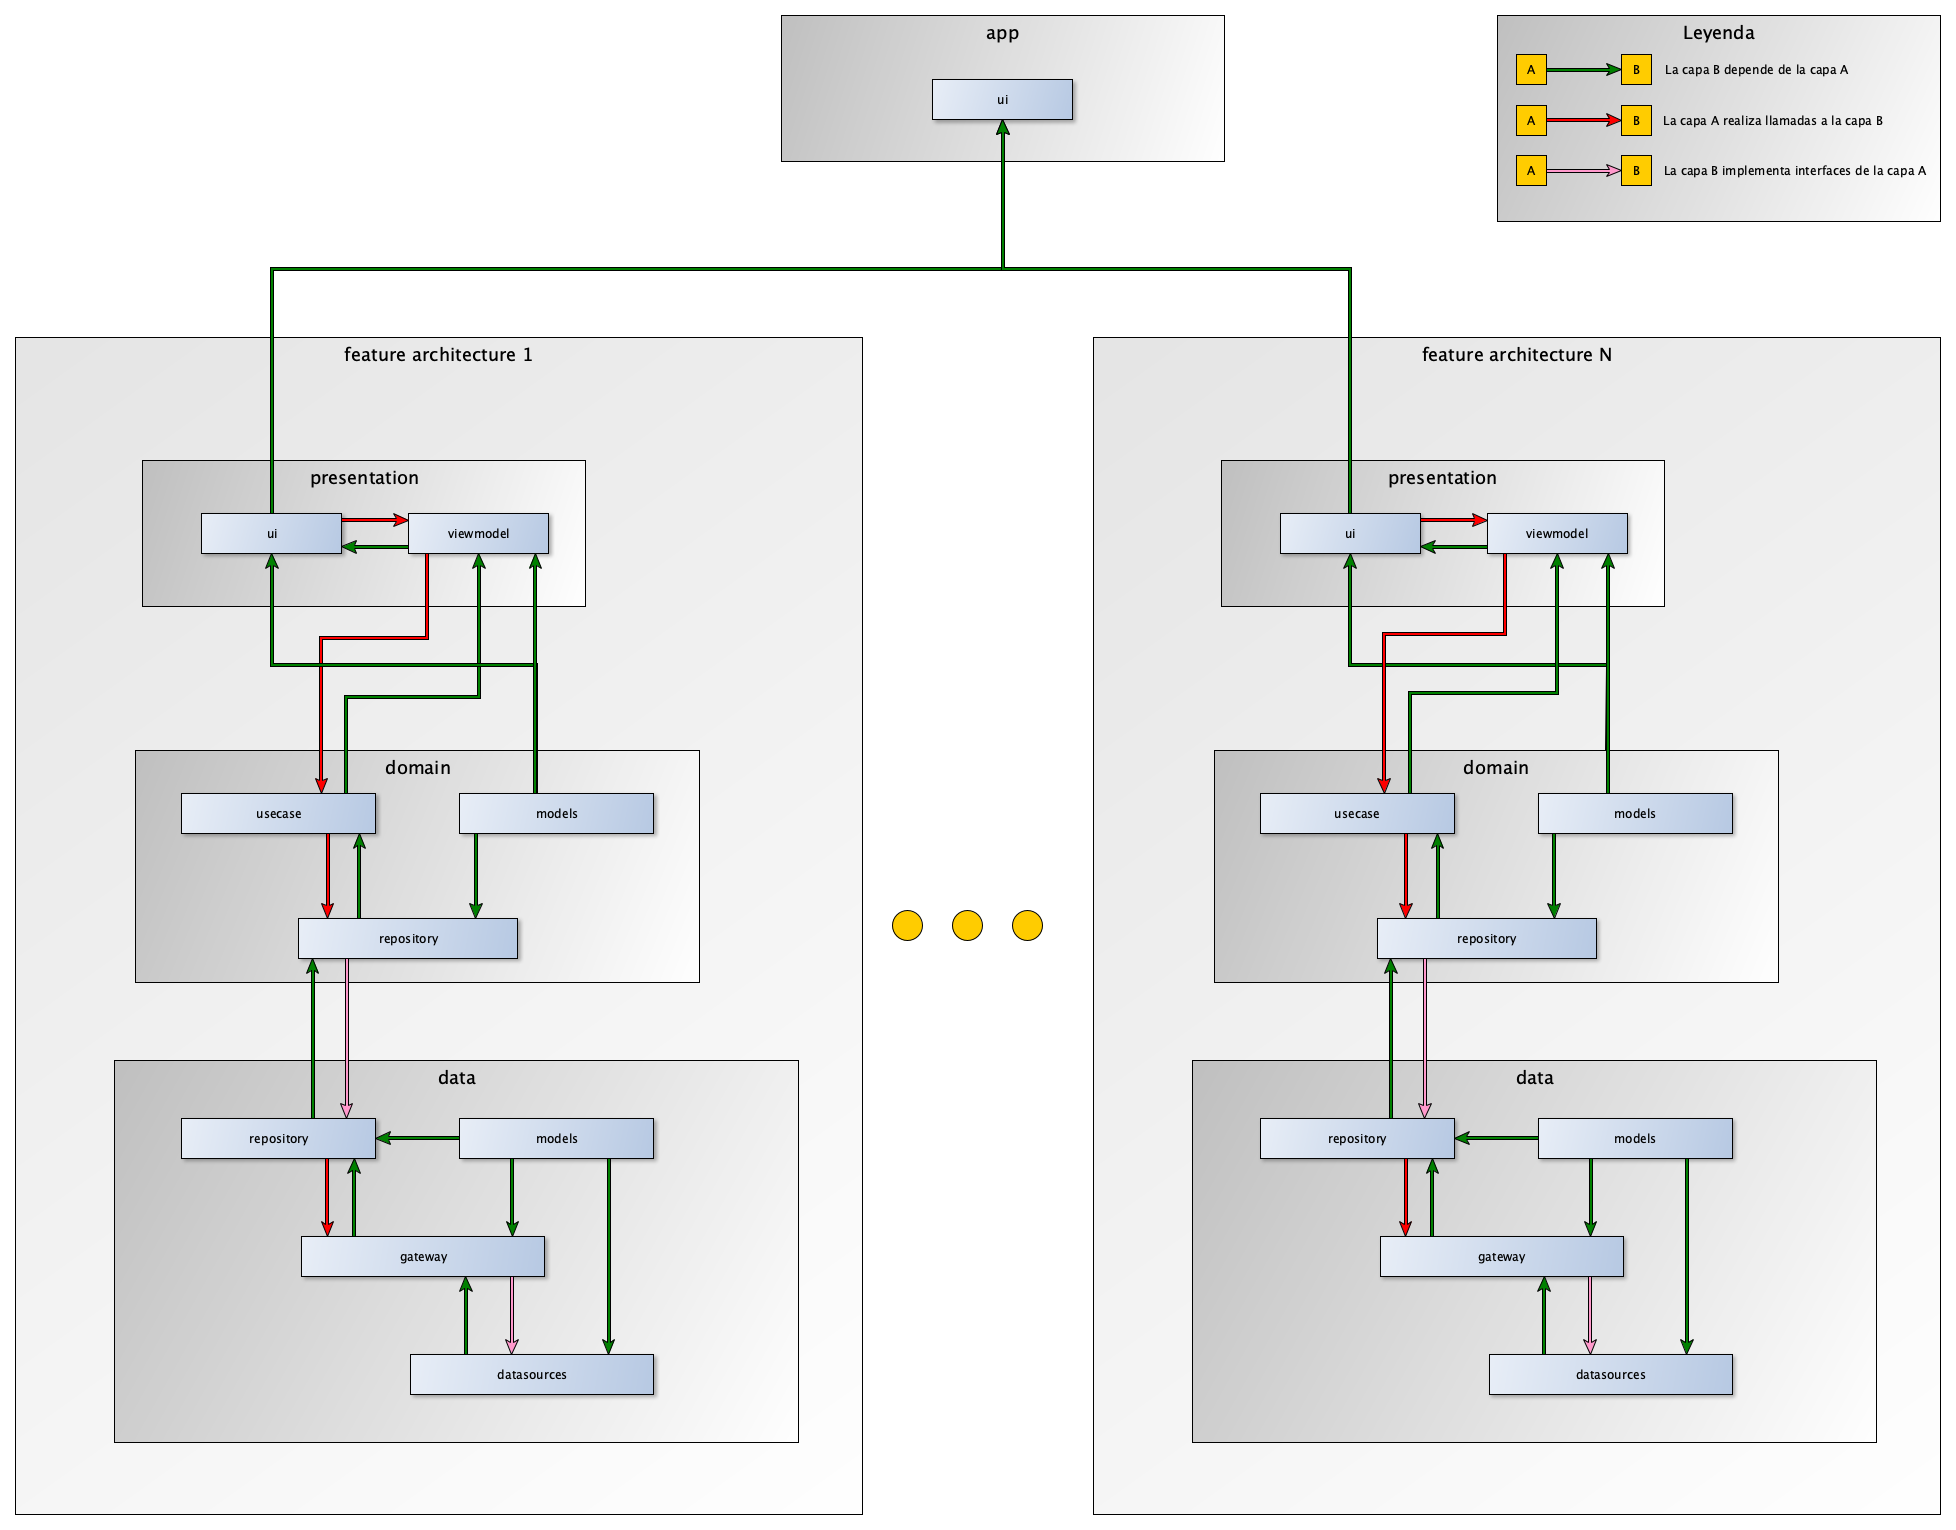 app
ui
Leyenda
A B La capa B depende de la capa A
A B La capa A realiza llamadas a la capa B
A B La capa B implementa interfaces de la capa A
feature architecture 1
presentation
ui viewmodel
domain
usecase models
repository
data
repository models
gateway
datasources
feature architecture N
presentation
ui viewmodel
domain
usecase models
repository
data
repository models
gateway
datasources